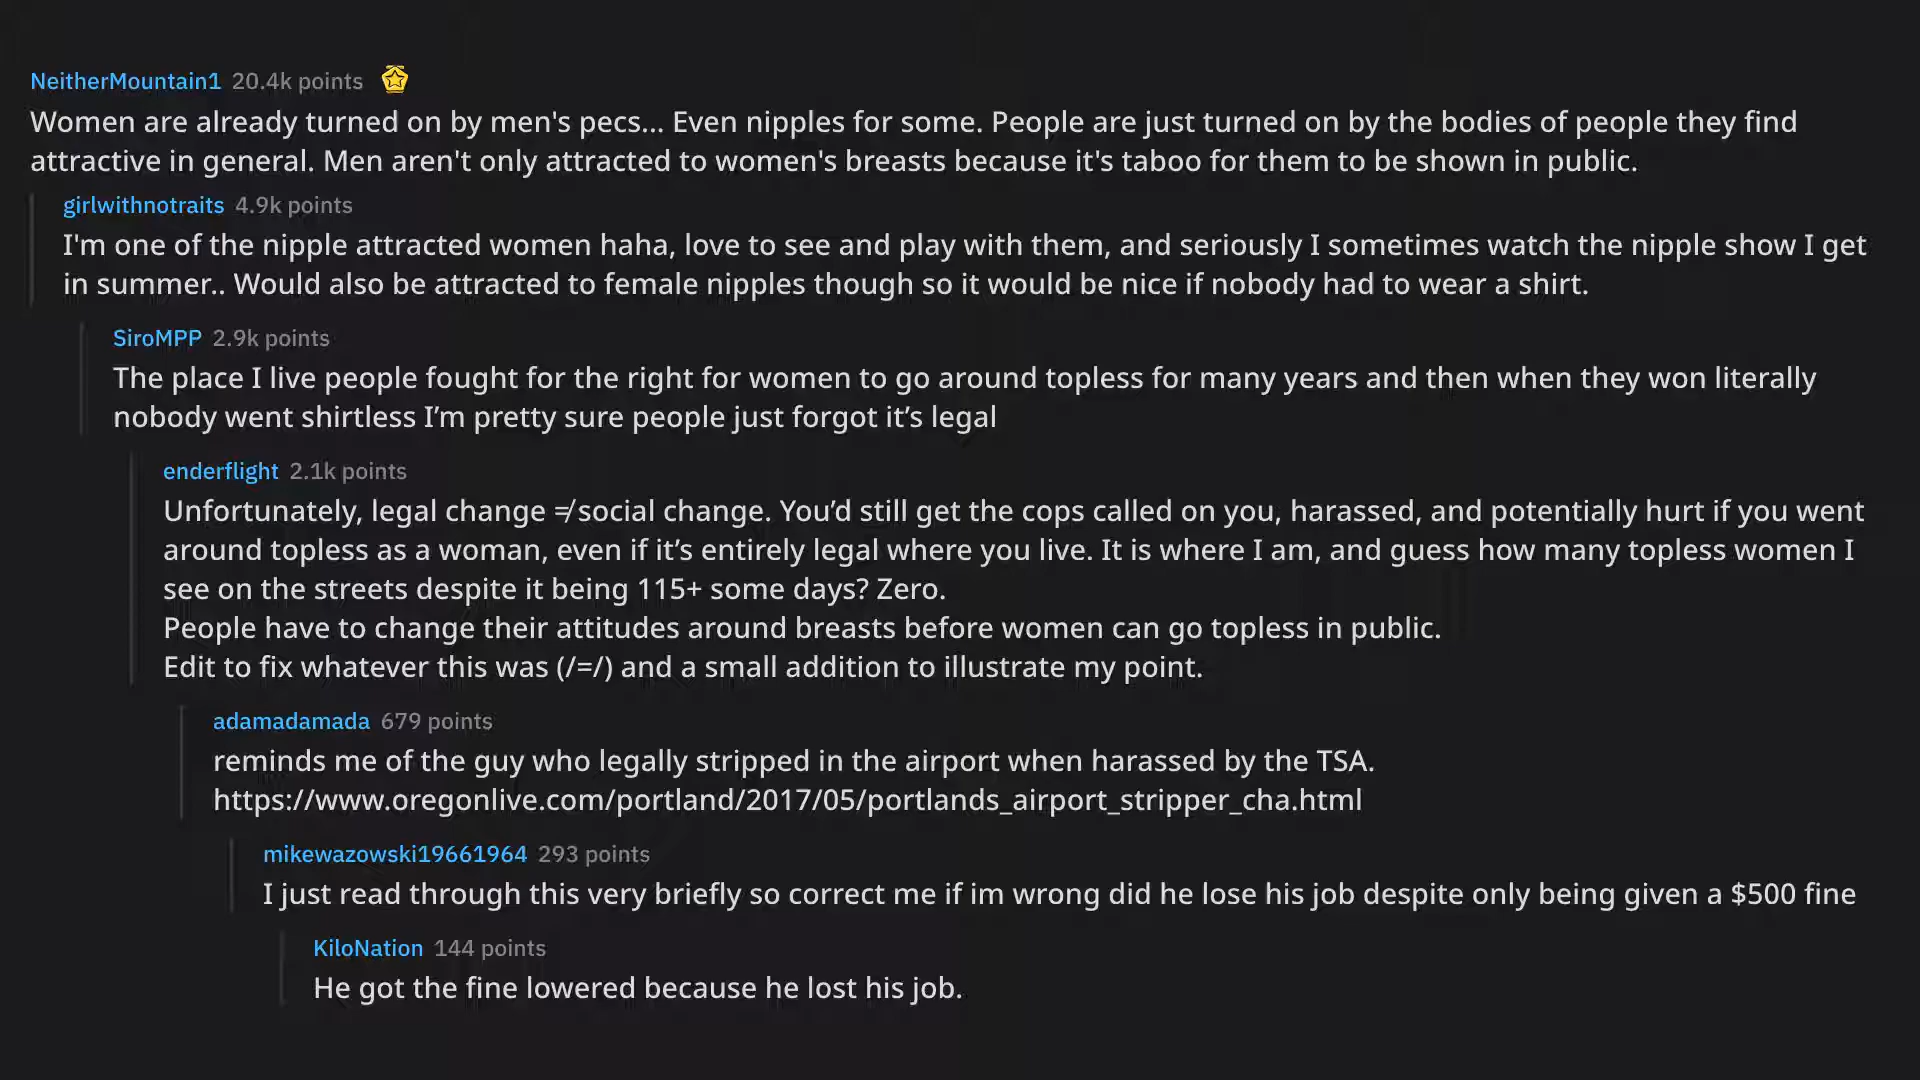 NeitherMountain1 20.4k points
Women are already turned on by men's pecs... Even nipples for some. People are just turned on by the bodies of people they find
attractive in general. Men aren't only attracted to women's breasts because it's taboo for them to be shown in public.
girlwithnotraits 4.9k points
I'm one of the nipple attracted women haha, love to see and play with them, and seriously I sometimes watch the nipple show I get
in summer.. Would also be attracted to female nipples though so it would be nice if nobody had to wear a shirt.
SiroMPP 2.9k points
The place I live people fought for the right for women to go around topless for many years and then when they won literally
nobody went shirtless I’m pretty sure people just forgot it’s legal
enderflight 2.1k points
Unfortunately, legal change ≠ social change. You’d still get the cops called on you, harassed, and potentially hurt if you went
around topless as a woman, even if it’s entirely legal where you live. It is where I am, and guess how many topless women I
see on the streets despite it being 115+ some days? Zero.
People have to change their attitudes around breasts before women can go topless in public.
Edit to fix whatever this was (/=/) and a small addition to illustrate my point.
adamadamada 679 points
reminds me of the guy who legally stripped in the airport when harassed by the TSA.
https://www.oregonlive.com/portland/2017/05/portlands_airport_stripper_cha.html
mikewazowski19661964 293 points
I just read through this very briefly so correct me if im wrong did he lose his job despite only being given a $500 fine
KiloNation 144 points
He got the fine lowered because he lost his job.